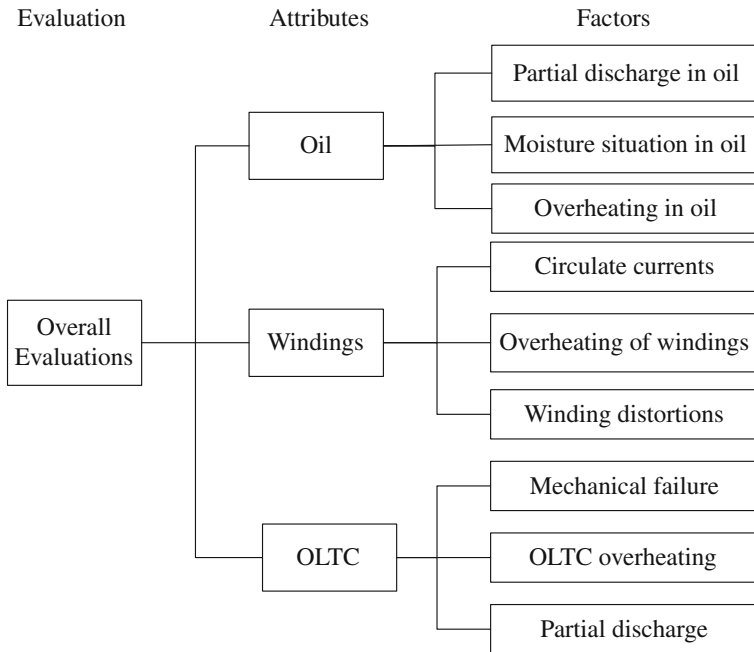 Evaluation
Attributes
Factors
Overall
Evaluations
Oil
Partial discharge in oil
Moisture situation in oil
Overheating in oil
Windings
Circulate currents
Overheating of windings
Winding distortions
OLTC
Mechanical failure
OLTC overheating
Partial discharge